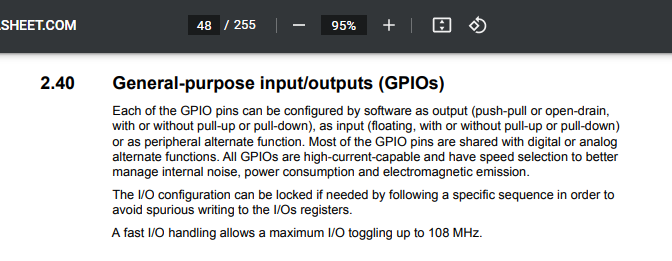 SHEET.COM
48 / 255
95%
2.40 General-purpose input/outputs (GPIOs)
Each of the GPIO pins can be configured by software as output (push-pull or open-drain,
with or without pull-up or pull-down), as input (floating, with or without pull-up or pull-down)
or as peripheral alternate function. Most of the GPIO pins are shared with digital or analog
alternate functions. All GPIOs are high-current-capable and have speed selection to better
manage internal noise, power consumption and electromagnetic emission.
The I/O configuration can be locked if needed by following a specific sequence in order to
avoid spurious writing to the I/Os registers.
A fast I/O handling allows a maximum I/O toggling up to 108 MHz.